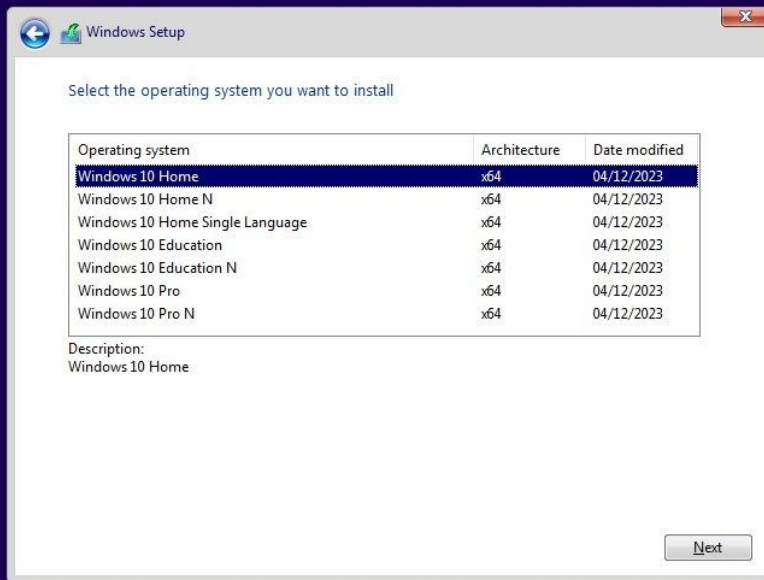 Windows Setup
Select the operating system you want to install
Operating system Architecture Date modified
Windows 10 Home x64 04/12/2023
Windows 10 Home N x64 04/12/2023
Windows 10 Home Single Language x64 04/12/2023
Windows 10 Education x64 04/12/2023
Windows 10 Education N x64 04/12/2023
Windows 10 Pro x64 04/12/2023
Windows 10 Pro N x64 04/12/2023
Description:
Windows 10 Home
Next